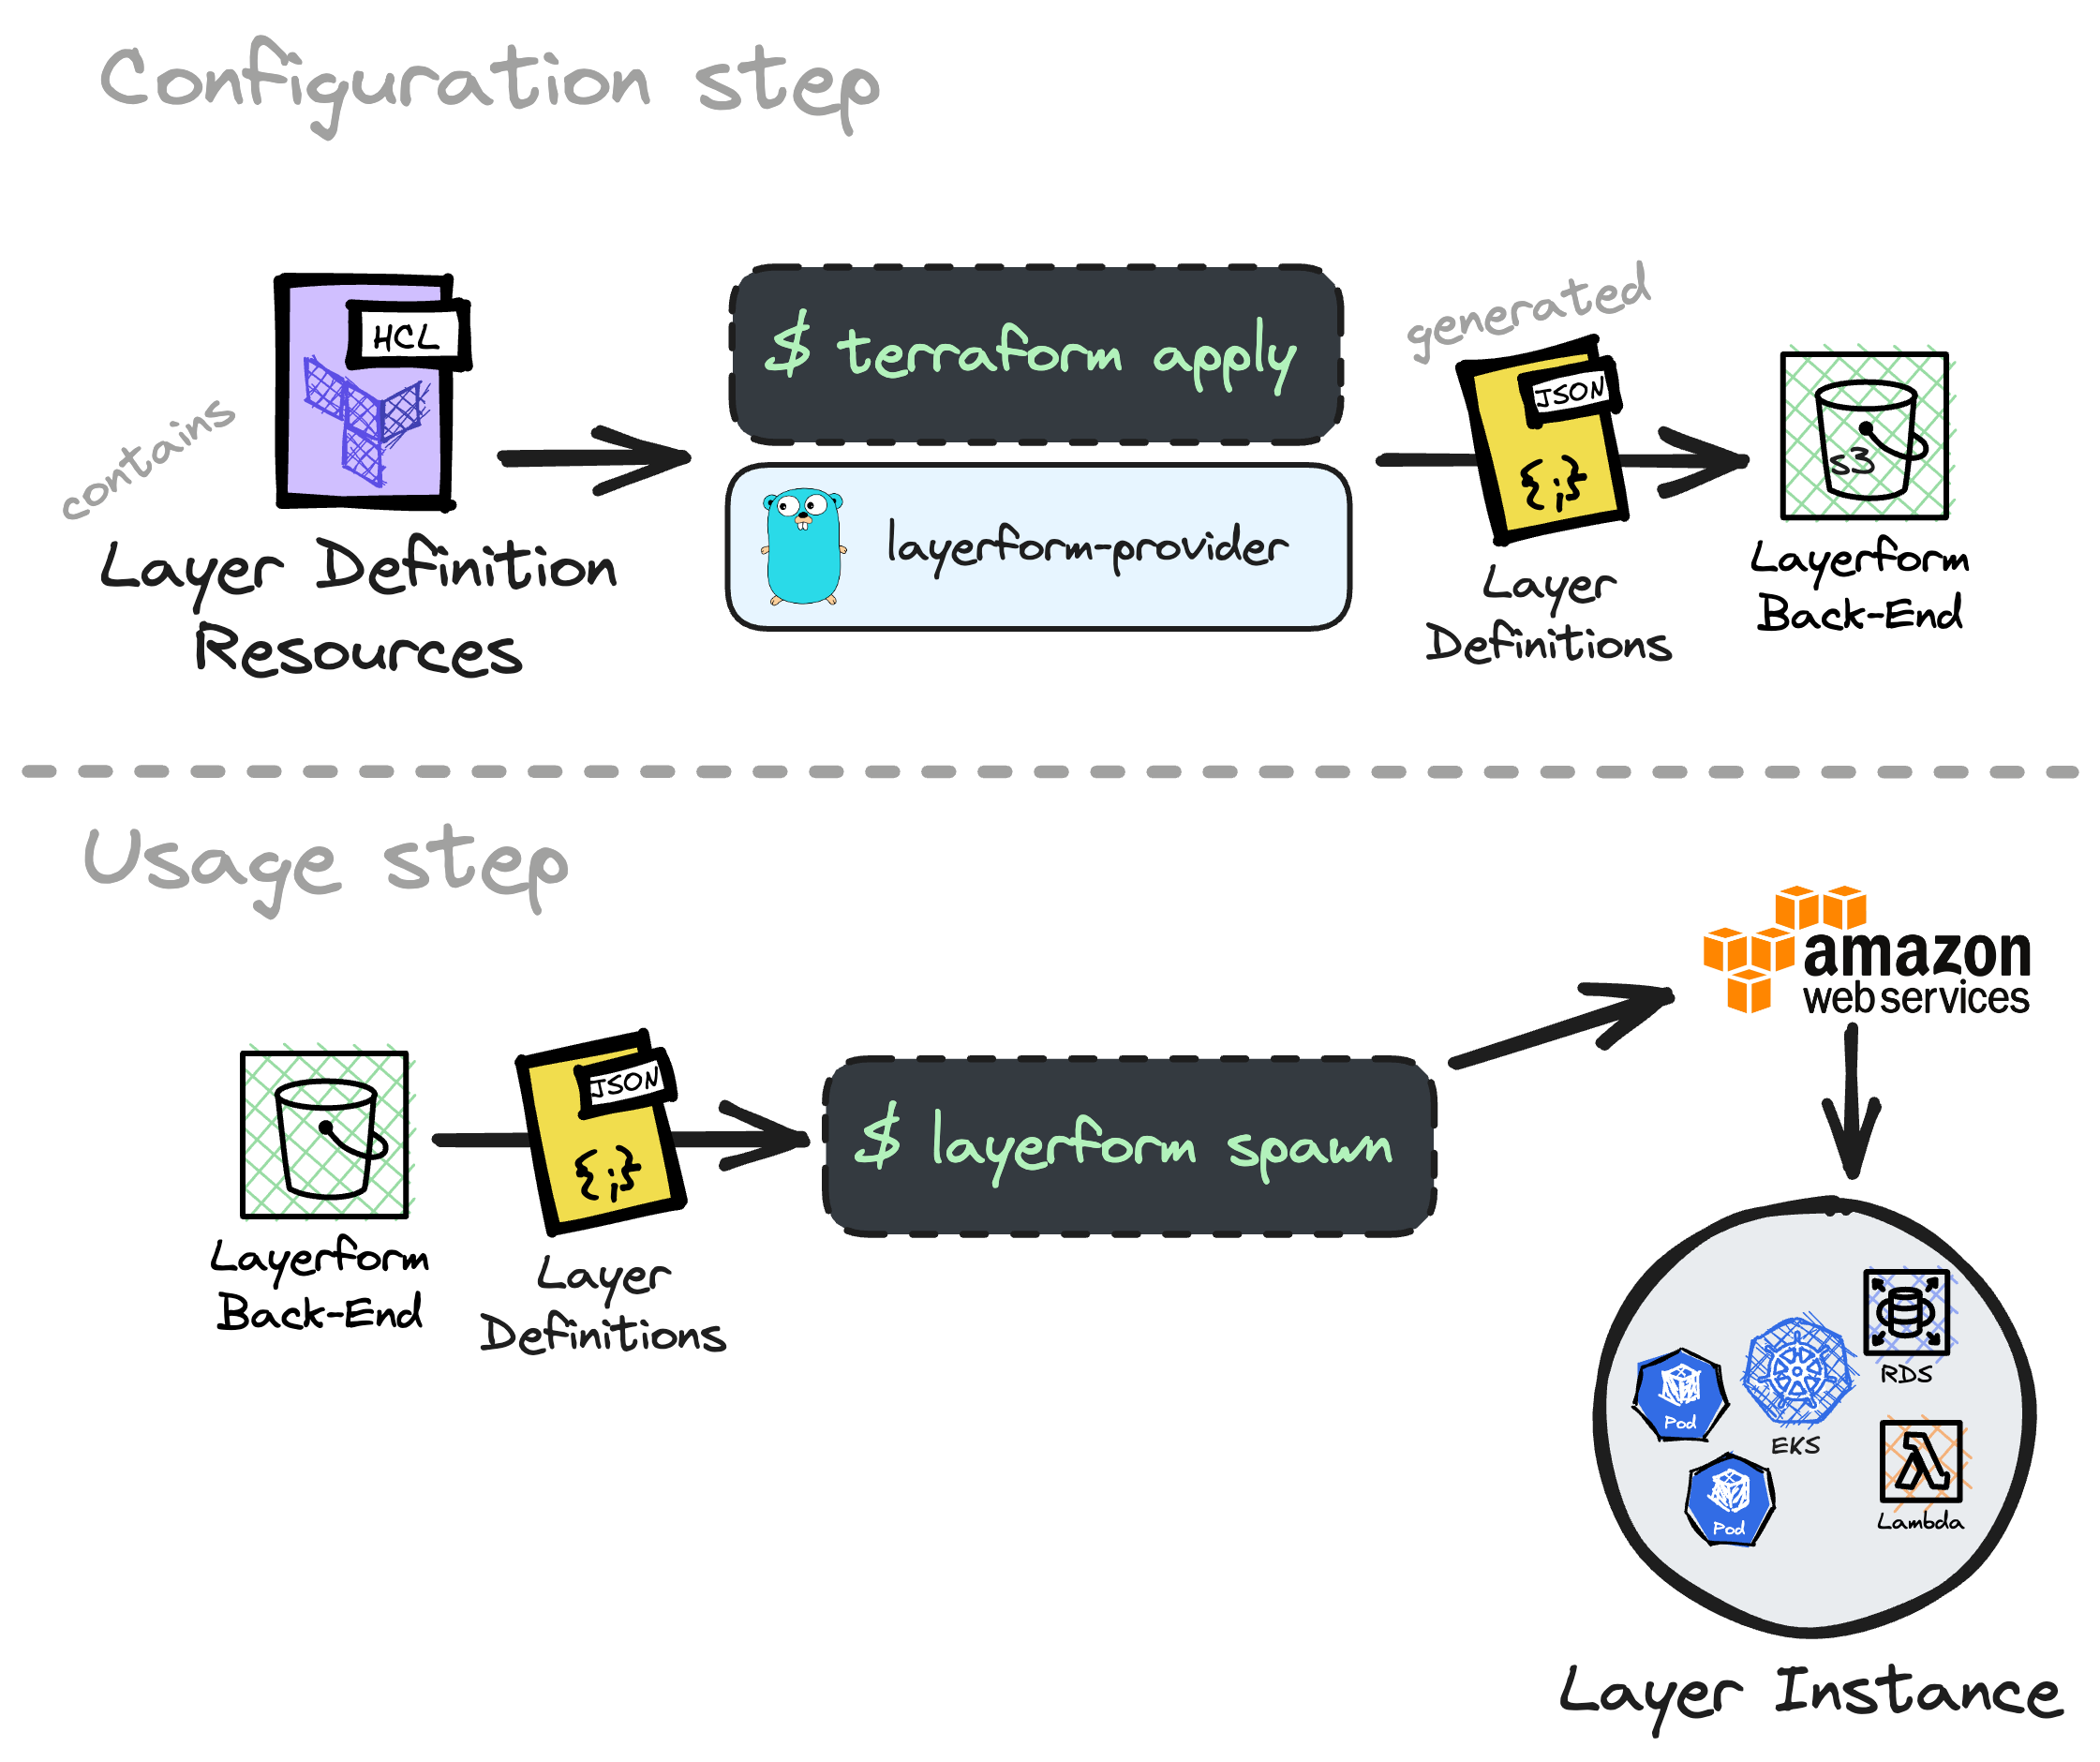 Configuration step
contains
HCL
Layer Definition
Resources
$ terraform apply
layerform-provider
generated
JSON
{;}
Layer
Definitions
s3
Layerform
Back-End
Usage step
Layerform
Back-End
JSON
{;}
Layer
Definitions
$ layerform spawn
amazon
web services
RDS
Pod
EKS
Pod
Lambda
Layer Instance